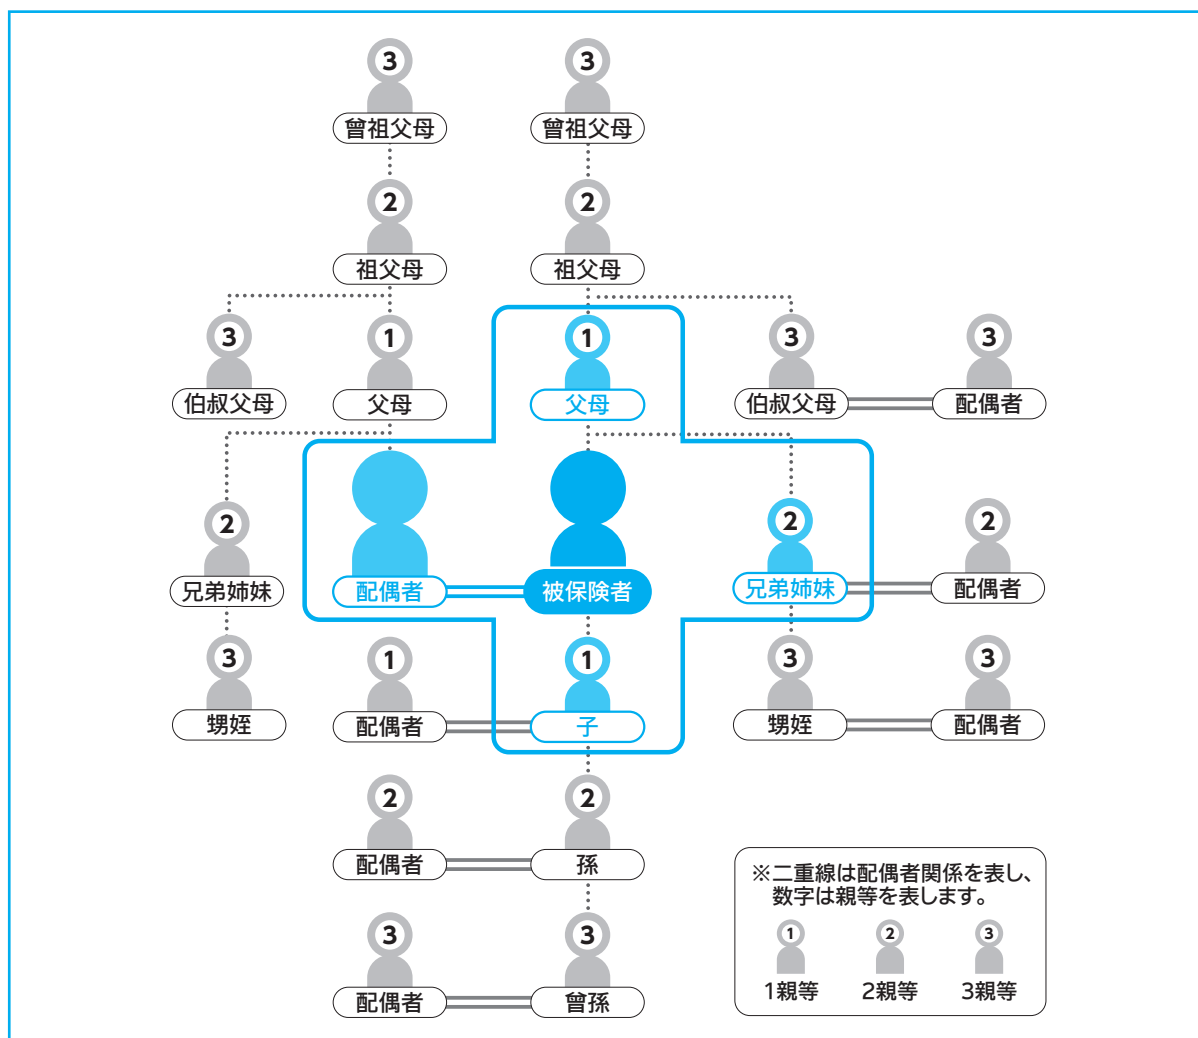 3
3
曾祖父母
曾祖父母
2
2
祖父母
祖父母
3
1
1
3
3
伯叔父母
父母
父母
伯叔父母
配偶者
2
2
2
兄弟姉妹
配偶者
被保険者
兄弟姉妹
配偶者
3
1
1
3
3
甥姪
配偶者
子
甥姪
配偶者
2
2
配偶者
孫
3
3
配偶者
曾孫
※二重線は配偶者関係を表し、
数字は親等を表します。
1
2
3
1親等
2親等
3親等